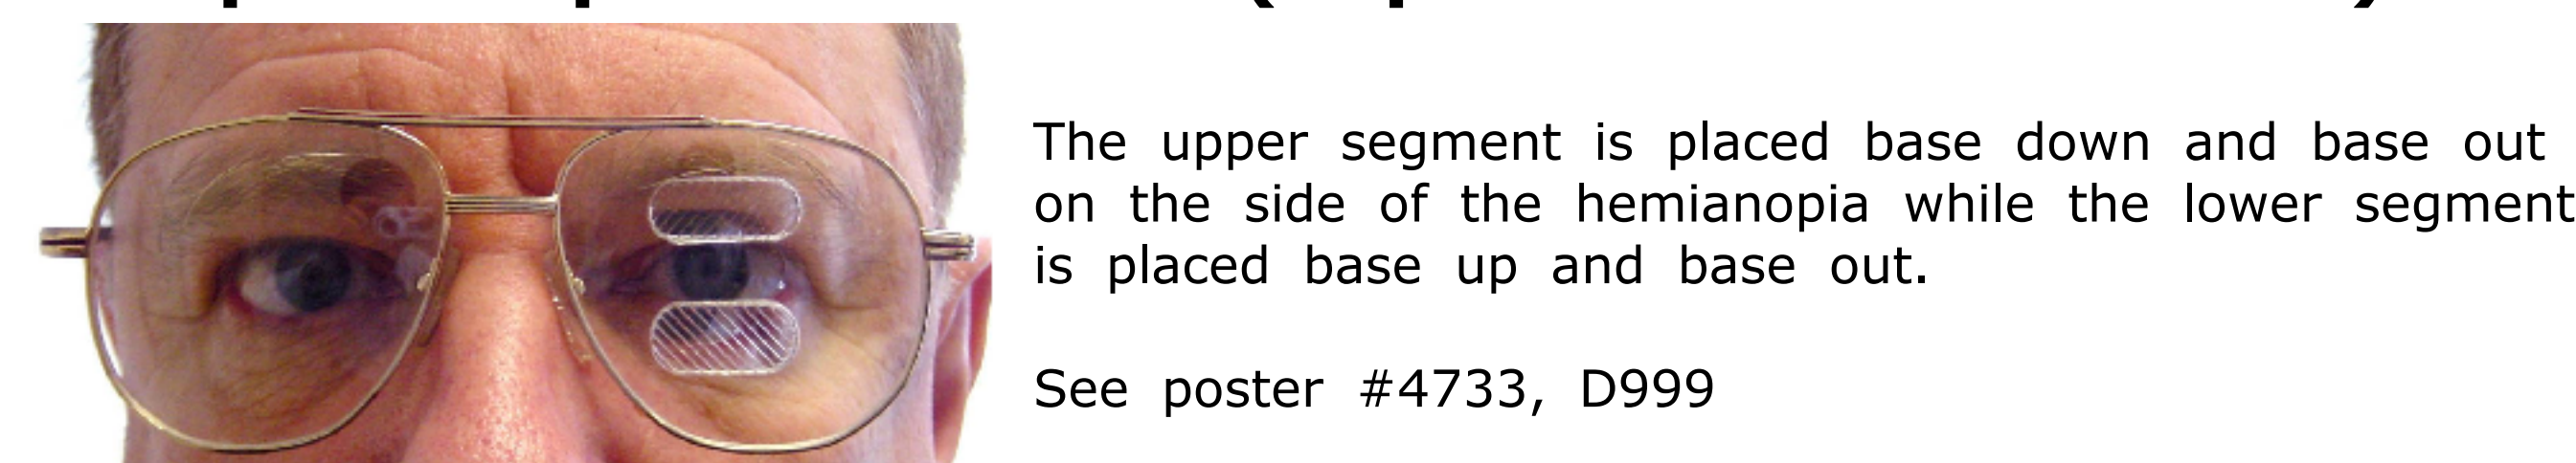 The upper segment is placed base down and base out
on the side of the hemianopia while the lower segment
is placed base up and base out.
See poster #4733, D999